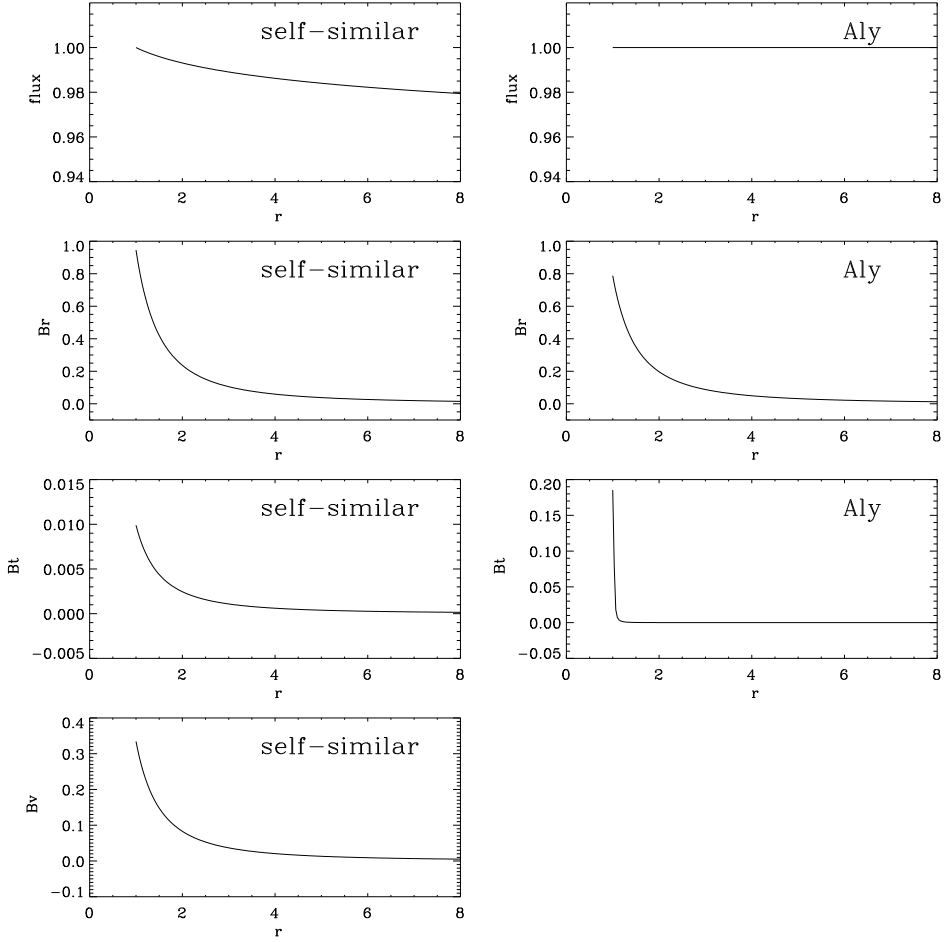 self-similar
1.00
0.98
0.96
0.94
flux
0 2 4 6 8
r
Aly
1.00
0.98
0.96
0.94
flux
0 2 4 6 8
r
self-similar
1.0
0.8
0.6
0.4
0.2
0.0
Br
0 2 4 6 8
r
Aly
1.0
0.8
0.6
0.4
0.2
0.0
Br
0 2 4 6 8
r
self-similar
0.015
0.010
0.005
0.000
-0.005
Bt
0 2 4 6 8
r
Aly
0.20
0.15
0.10
0.05
0.00
-0.05
Bt
0 2 4 6 8
r
self-similar
0.4
0.3
0.2
0.1
0.0
-0.1
Bv
0 2 4 6 8
r